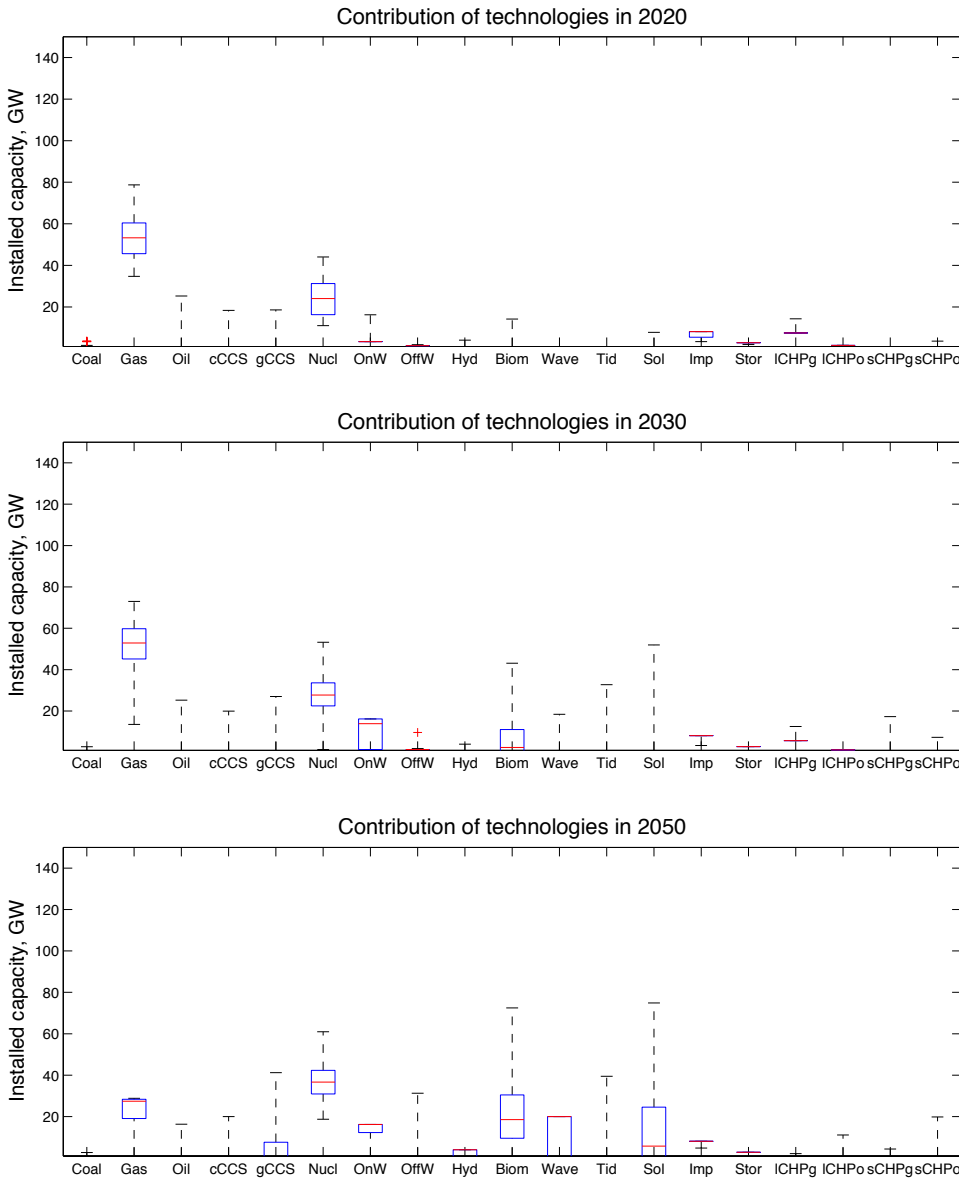 Contribution of technologies in 2020
Installed capacity, GW
140
120
100
80
60
40
20
Coal Gas Oil cCCS gCCS Nucl OnW OffW Hyd Biom Wave Tid Sol Imp Stor lCHPg lCHPo sCHPg sCHPo
Contribution of technologies in 2030
Installed capacity, GW
140
120
100
80
60
40
20
Coal Gas Oil cCCS gCCS Nucl OnW OffW Hyd Biom Wave Tid Sol Imp Stor lCHPg lCHPo sCHPg sCHPo
Contribution of technologies in 2050
Installed capacity, GW
140
120
100
80
60
40
20
Coal Gas Oil cCCS gCCS Nucl OnW OffW Hyd Biom Wave Tid Sol Imp Stor lCHPg lCHPo sCHPg sCHPo